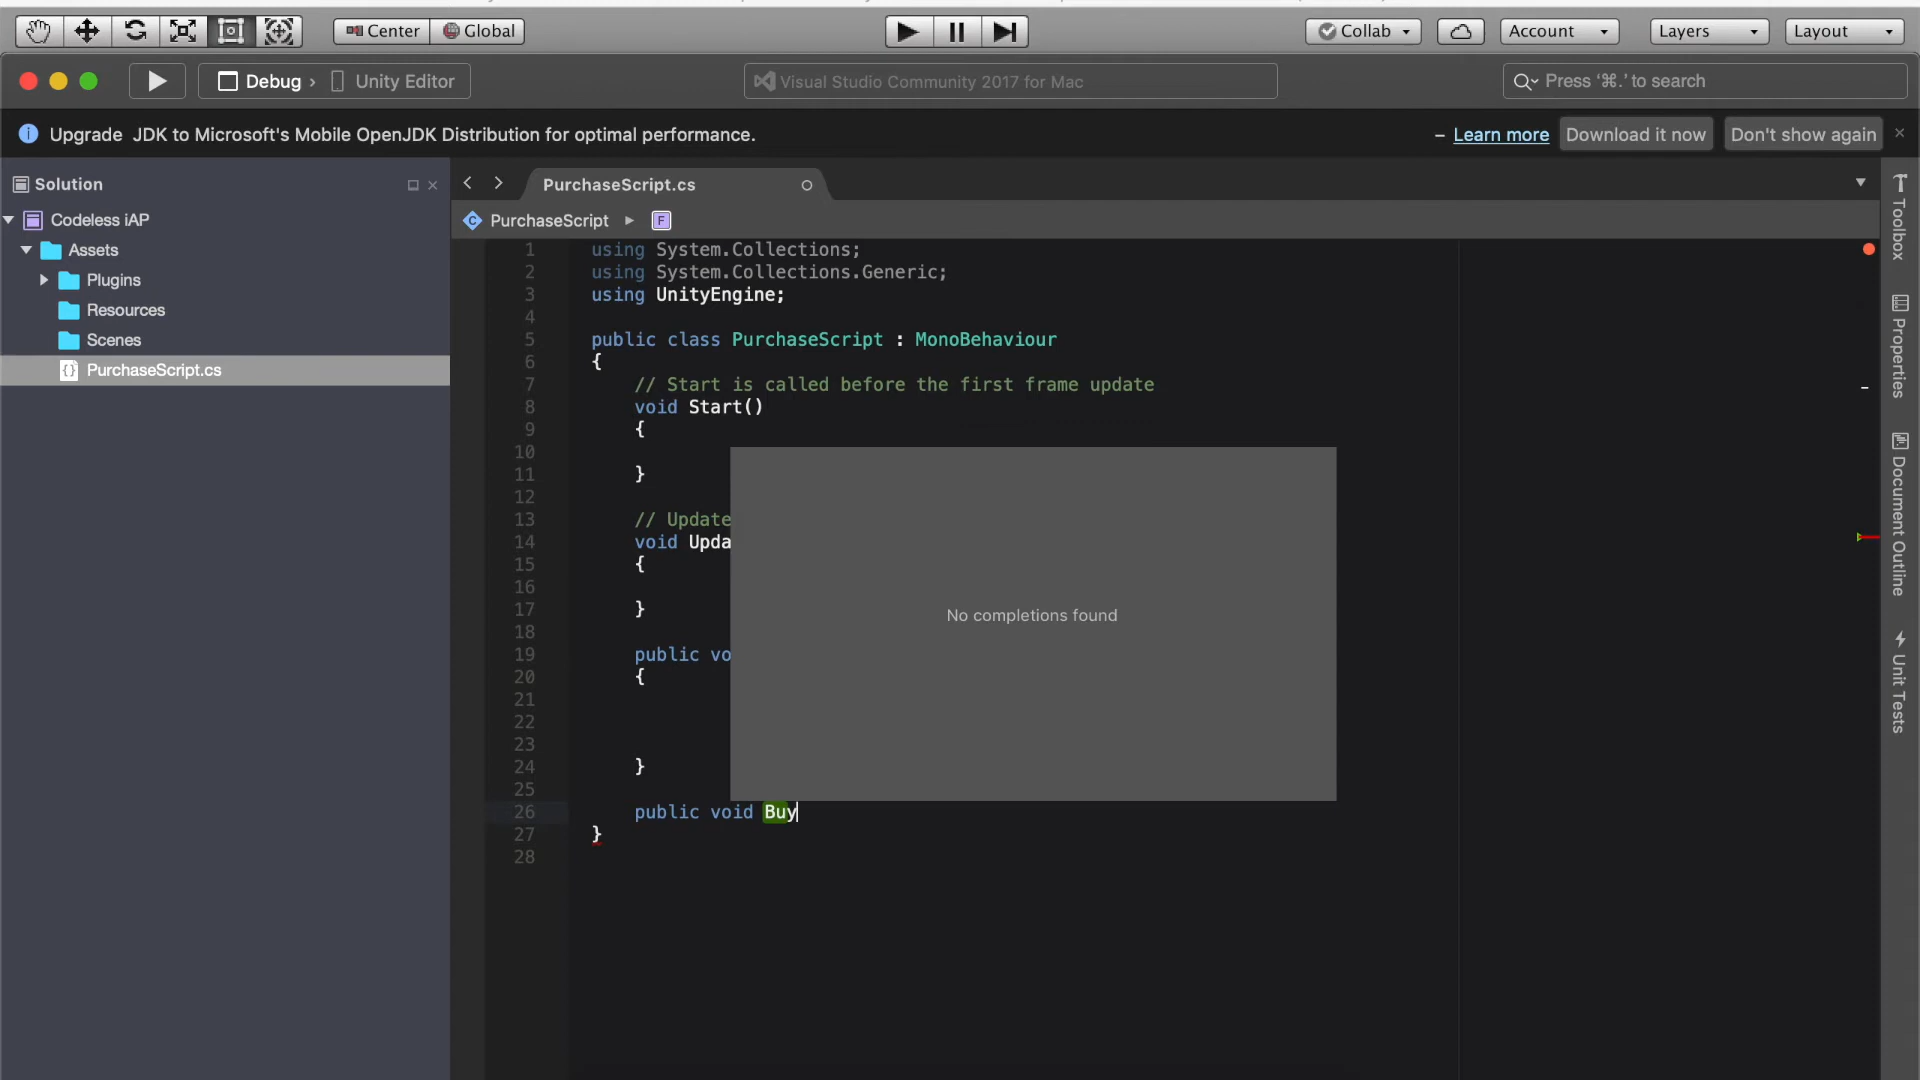 Center
Global
Collab
Account
Layers
Layout
Debug › Unity Editor
Visual Studio Community 2017 for Mac
Press ‘⌘.’ to search
Upgrade JDK to Microsoft's Mobile OpenJDK Distribution for optimal performance.
– Learn more
Download it now
Don't show again
Solution
Codeless iAP
Assets
Plugins
Resources
Scenes
PurchaseScript.cs
PurchaseScript.cs
PurchaseScript
F
1 using System.Collections;
2 using System.Collections.Generic;
3 using UnityEngine;
4
5 public class PurchaseScript : MonoBehaviour
6 {
7 // Start is called before the first frame update
8 void Start()
9 {
10
11 }
12
13 // Update
14 void Upda
15 {
16
17 }
18
19 public vo
20 {
21
22
23
24 }
25
26 public void Buy
27 }
28
No completions found
Toolbox
Properties
Document Outline
Unit Tests